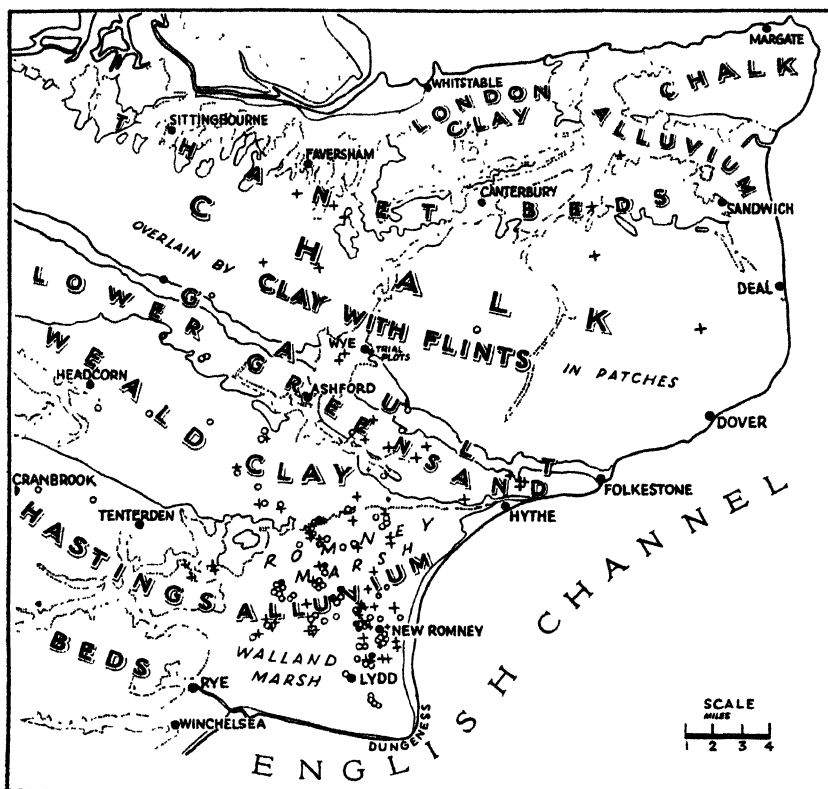 MARGATE
WHITSTABLE
CHALK
LONDON
CLAY
SITTINGBOURNE
THANET BEDS
ALLUVIUM
FAVERSHAM
CANTERBURY
SANDWICH
CHALK
OVERLAIN BY
CLAY WITH FLINTS
IN PATCHES
DEAL
GAULT
LOWER GREENSAND
WYE
TRIAL
PLOTS
WEALD CLAY
HEADCORN
ASHFORD
DOVER
FOLKESTONE
HYTHE
CRANBROOK
TENTERDEN
HASTINGS
BEDS
ROMNEY
MARSH
ALLUVIUM
NEW ROMNEY
WALLAND
MARSH
LYDD
RYE
WINCHELSEA
DUNGENESS
ENGLISH CHANNEL
SCALE
MILES
1 2 3 4